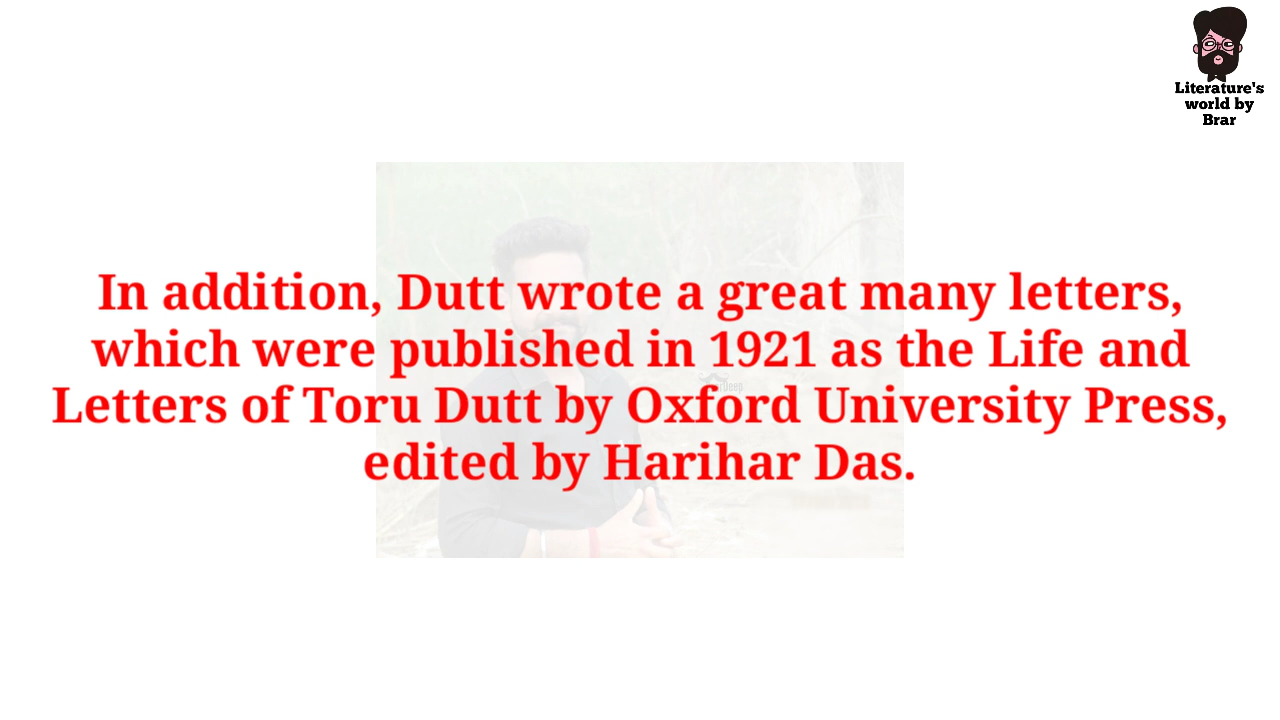 Literature's
world by
Brar
In addition, Dutt wrote a great many letters,
which were published in 1921 as the Life and
Letters of Toru Dutt by Oxford University Press,
edited by Harihar Das.